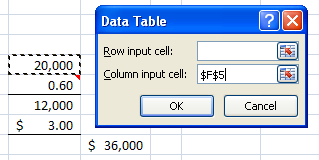 Data Table
Row input cell:
Column input cell: $F$5
OK Cancel
20,000
0.60
12,000
$ 3.00
$ 36,000